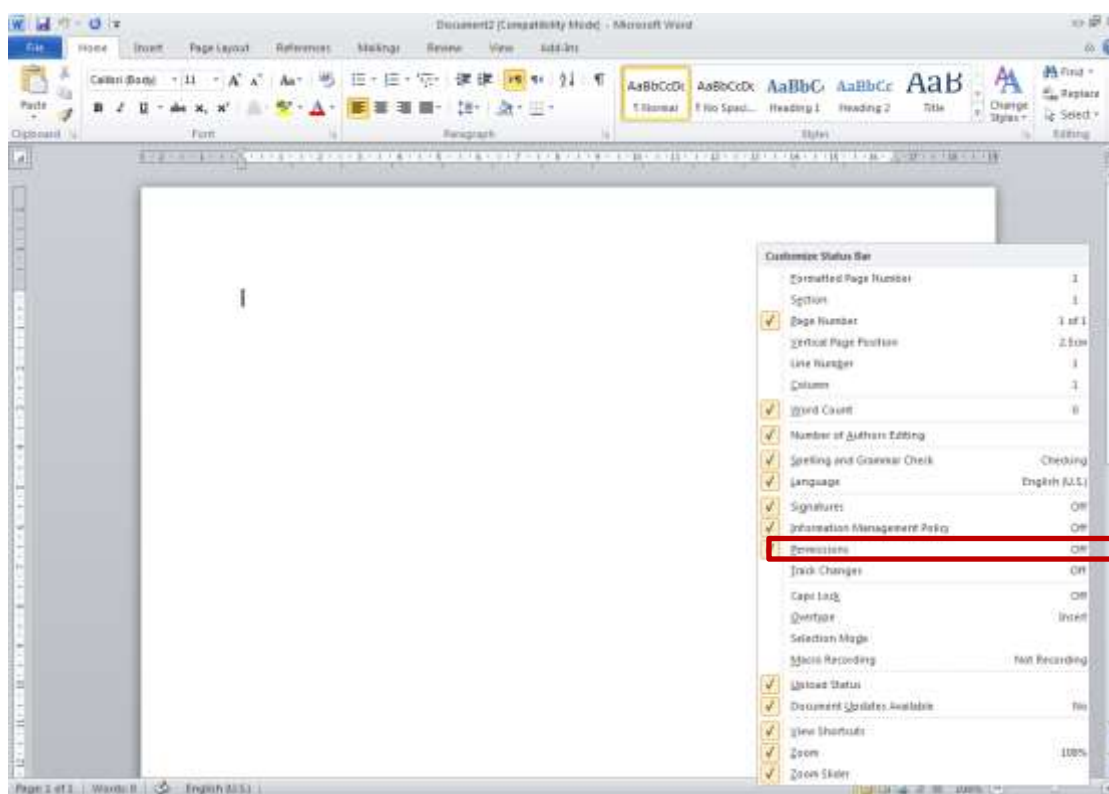 Document2 [Compatibility Mode] - Microsoft Word
File Home Insert Page Layout References Mailings Review View Add-Ins
Calibri (Body) 11 Aa
Paste
B I U abc x, x'
AaBbCcDc AaBbCcDc AaBbC AaBbCc AaB
¶ Normal ¶ No Spaci... Heading 1 Heading 2 Title
Change Styles
Find
Replace
Select
Clipboard Font Paragraph Styles Editing
Customize Status Bar
Formatted Page Number 1
Section 1
Page Number 1 of 1
Vertical Page Position 2.5cm
Line Number 1
Column 1
Word Count 0
Number of Authors Editing
Spelling and Grammar Check Checking
Language English (U.S.)
Signatures Off
Information Management Policy Off
Permissions Off
Track Changes Off
Caps Lock Off
Overtype Insert
Selection Mode
Macro Recording Not Recording
Upload Status
Document Updates Available No
View Shortcuts
Zoom 100%
Zoom Slider
Page: 1 of 1 Words: 0 English (U.S.) 100%